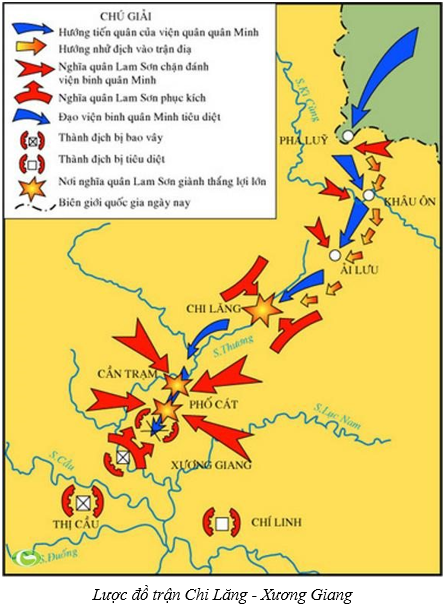 CHÚ GIẢI
Hướng tiến quân của viện quân quân Minh
Hướng nhử địch vào trận địa
Nghĩa quân Lam Sơn chặn đánh
viện binh quân Minh
Nghĩa quân Lam Sơn phục kích
Đạo viện binh quân Minh tiêu diệt
Thành địch bị bao vây
Thành địch bị tiêu diệt
Nơi nghĩa quân Lam Sơn giành thắng lợi lớn
Biên giới quốc gia ngày nay
S.Kỳ Cùng
PHA LUỸ
KHÂU ÔN
ẢI LƯU
CHI LĂNG
S.Thương
CẦN TRẠM
PHỐ CÁT
S.Lục Nam
XƯƠNG GIANG
S.Cầu
THỊ CẦU
CHÍ LINH
S.Đuống
Lược đồ trận Chi Lăng - Xương Giang